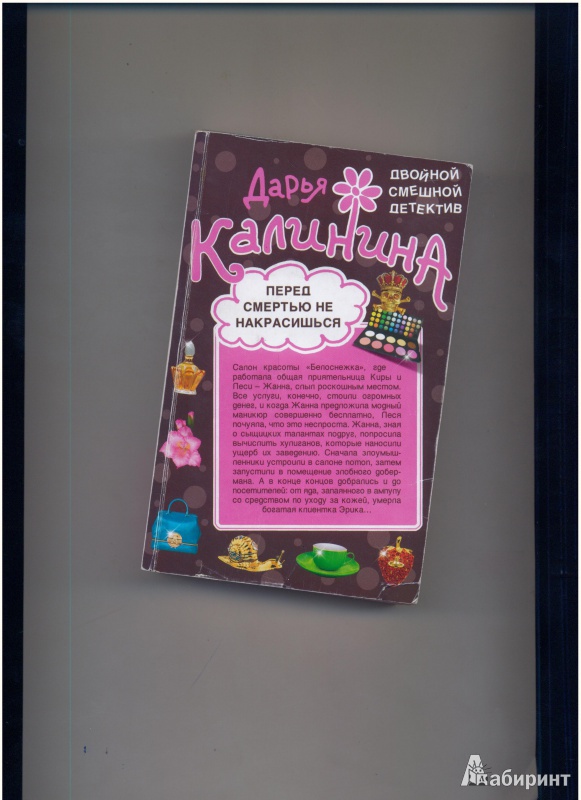 Дарья
Калинина
ДВОЙНОЙ
СМЕШНОЙ
ДЕТЕКТИВ
ПЕРЕД
СМЕРТЬЮ НЕ
НАКРАСИШЬСЯ
Салон красоты «Белоснежка», где
работала общая приятельница Киры и
Леси – Жанна, слыл роскошным местом.
Все услуги, конечно, стоили огромных
денег, и когда Жанна предложила модный
маникюр совершенно бесплатно, Леся
почуяла, что это неспроста. Жанна, зная
о сыщицких талантах подруг, попросила
вычислить хулиганов, которые наносили
ущерб их заведению. Сначала злоумыш-
ленники устроили в салоне потоп, затем
запустили в помещение злобного добер-
мана. А в конце концов добрались и до
посетителей: от яда, запаянного в ампулу
со средством по уходу за кожей, умерла
богатая клиентка Эрика...
Лабиринт